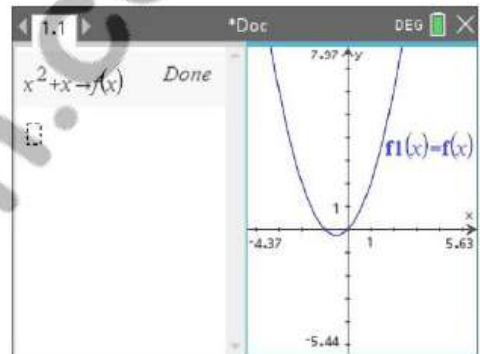 1.1
*Doc
DEG
x²+x→f(x)
Done
7.97
y
f1(x)=f(x)
1
x
-4.37
1
5.63
-5.44